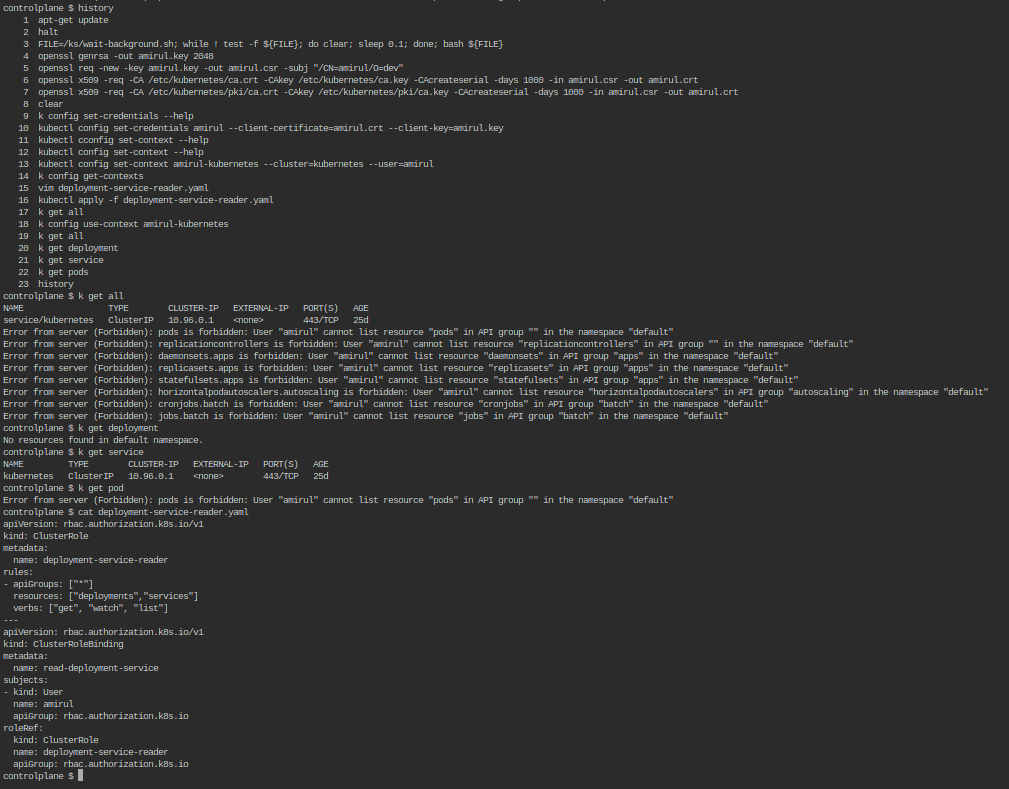 controlplane $ history
    1  apt-get update
    2  halt
    3  FILE=/ks/wait-background.sh; while ! test -f ${FILE}; do clear; sleep 0.1; done; bash ${FILE}
    4  openssl genrsa -out amirul.key 2048
    5  openssl req -new -key amirul.key -out amirul.csr -subj "/CN=amirul/O=dev"
    6  openssl x509 -req -CA /etc/kubernetes/ca.crt -CAkey /etc/kubernetes/ca.key -CAcreateserial -days 1000 -in amirul.csr -out amirul.crt
    7  openssl x509 -req -CA /etc/kubernetes/pki/ca.crt -CAkey /etc/kubernetes/pki/ca.key -CAcreateserial -days 1000 -in amirul.csr -out amirul.crt
    8  clear
    9  k config set-credentials --help
   10  kubectl config set-credentials amirul --client-certificate=amirul.crt --client-key=amirul.key
   11  kubectl cconfig set-context --help
   12  kubectl config set-context --help
   13  kubectl config set-context amirul-kubernetes --cluster=kubernetes --user=amirul
   14  k config get-contexts
   15  vim deployment-service-reader.yaml
   16  kubectl apply -f deployment-service-reader.yaml
   17  k get all
   18  k config use-context amirul-kubernetes
   19  k get all
   20  k get deployment
   21  k get service
   22  k get pods
   23  history
controlplane $ k get all
NAME                 TYPE        CLUSTER-IP   EXTERNAL-IP   PORT(S)   AGE
service/kubernetes   ClusterIP   10.96.0.1    <none>        443/TCP   25d
Error from server (Forbidden): pods is forbidden: User "amirul" cannot list resource "pods" in API group "" in the namespace "default"
Error from server (Forbidden): replicationcontrollers is forbidden: User "amirul" cannot list resource "replicationcontrollers" in API group "" in the namespace "default"
Error from server (Forbidden): daemonsets.apps is forbidden: User "amirul" cannot list resource "daemonsets" in API group "apps" in the namespace "default"
Error from server (Forbidden): replicasets.apps is forbidden: User "amirul" cannot list resource "replicasets" in API group "apps" in the namespace "default"
Error from server (Forbidden): statefulsets.apps is forbidden: User "amirul" cannot list resource "statefulsets" in API group "apps" in the namespace "default"
Error from server (Forbidden): horizontalpodautoscalers.autoscaling is forbidden: User "amirul" cannot list resource "horizontalpodautoscalers" in API group "autoscaling" in the namespace "default"
Error from server (Forbidden): cronjobs.batch is forbidden: User "amirul" cannot list resource "cronjobs" in API group "batch" in the namespace "default"
Error from server (Forbidden): jobs.batch is forbidden: User "amirul" cannot list resource "jobs" in API group "batch" in the namespace "default"
controlplane $ k get deployment
No resources found in default namespace.
controlplane $ k get service
NAME         TYPE        CLUSTER-IP   EXTERNAL-IP   PORT(S)   AGE
kubernetes   ClusterIP   10.96.0.1    <none>        443/TCP   25d
controlplane $ k get pod
Error from server (Forbidden): pods is forbidden: User "amirul" cannot list resource "pods" in API group "" in the namespace "default"
controlplane $ cat deployment-service-reader.yaml
apiVersion: rbac.authorization.k8s.io/v1
kind: ClusterRole
metadata:
  name: deployment-service-reader
rules:
- apiGroups: ["*"]
  resources: ["deployments","services"]
  verbs: ["get", "watch", "list"]
---
apiVersion: rbac.authorization.k8s.io/v1
kind: ClusterRoleBinding
metadata:
  name: read-deployment-service
subjects:
- kind: User
  name: amirul
  apiGroup: rbac.authorization.k8s.io
roleRef:
  kind: ClusterRole
  name: deployment-service-reader
  apiGroup: rbac.authorization.k8s.io
controlplane $